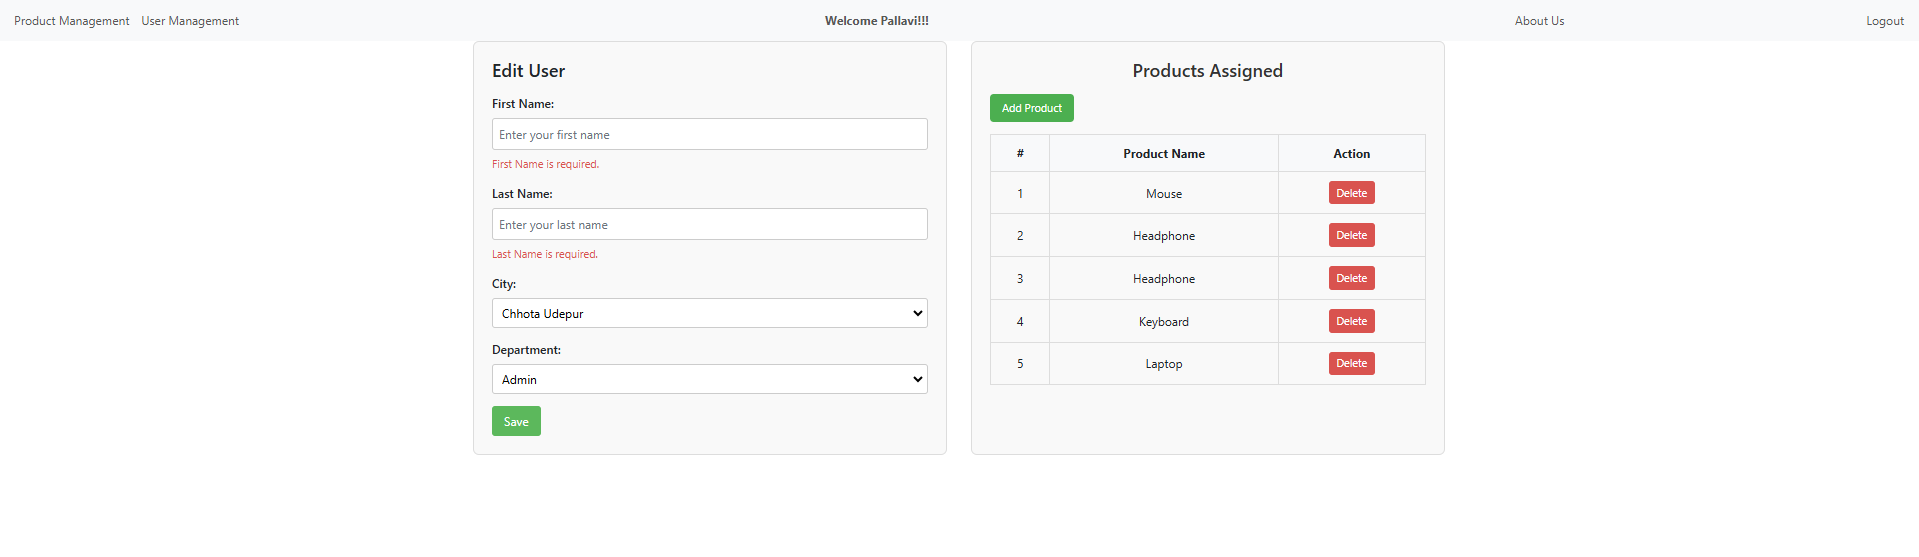 Product Management User Management Welcome Pallavi!!! About Us Logout
Edit User
First Name:
Enter your first name
First Name is required.
Last Name:
Enter your last name
Last Name is required.
City:
Chhota Udepur
Department:
Admin
Save
Products Assigned
Add Product
# Product Name Action
1 Mouse Delete
2 Headphone Delete
3 Headphone Delete
4 Keyboard Delete
5 Laptop Delete